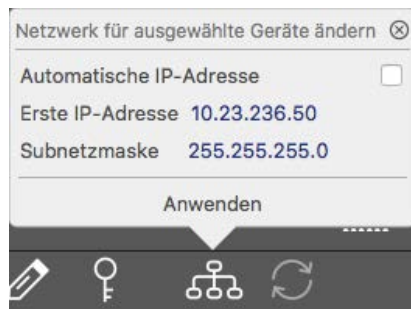 Netzwerk für ausgewählte Geräte ändern
Automatische IP-Adresse
Erste IP-Adresse 10.23.236.50
Subnetzmaske 255.255.255.0
Anwenden